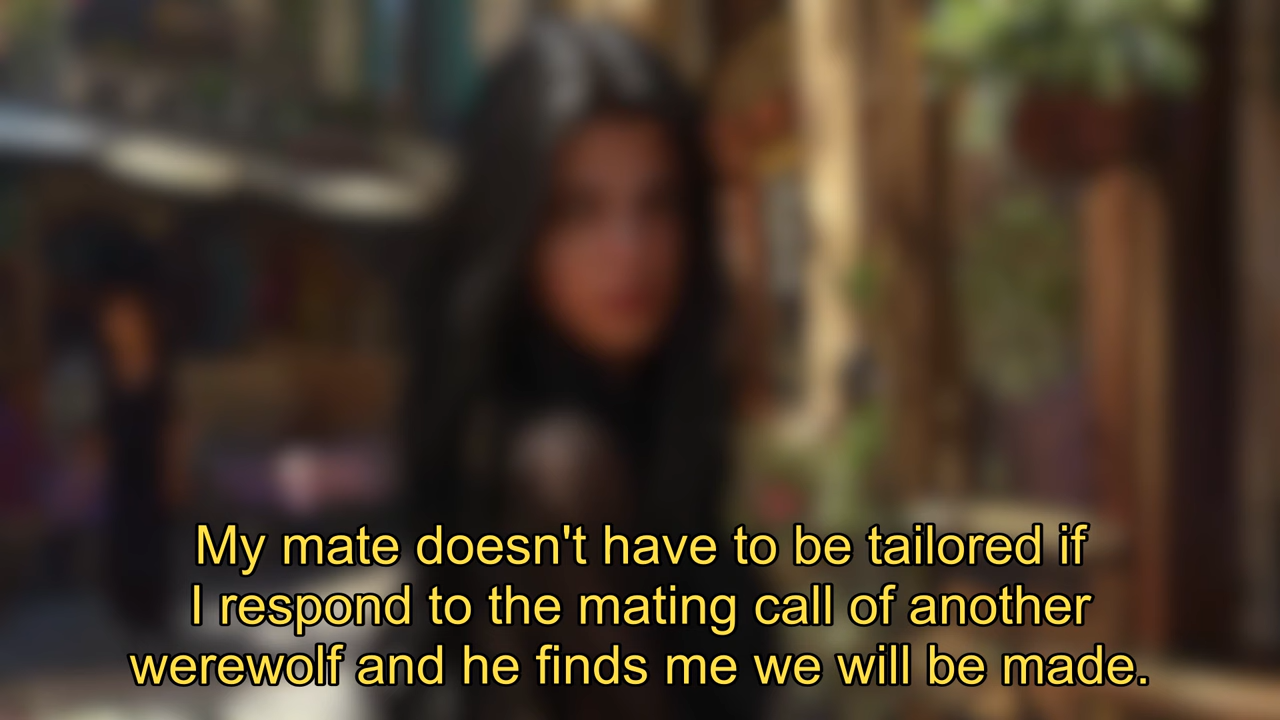 My mate doesn't have to be tailored if
I respond to the mating call of another
werewolf and he finds me we will be made.